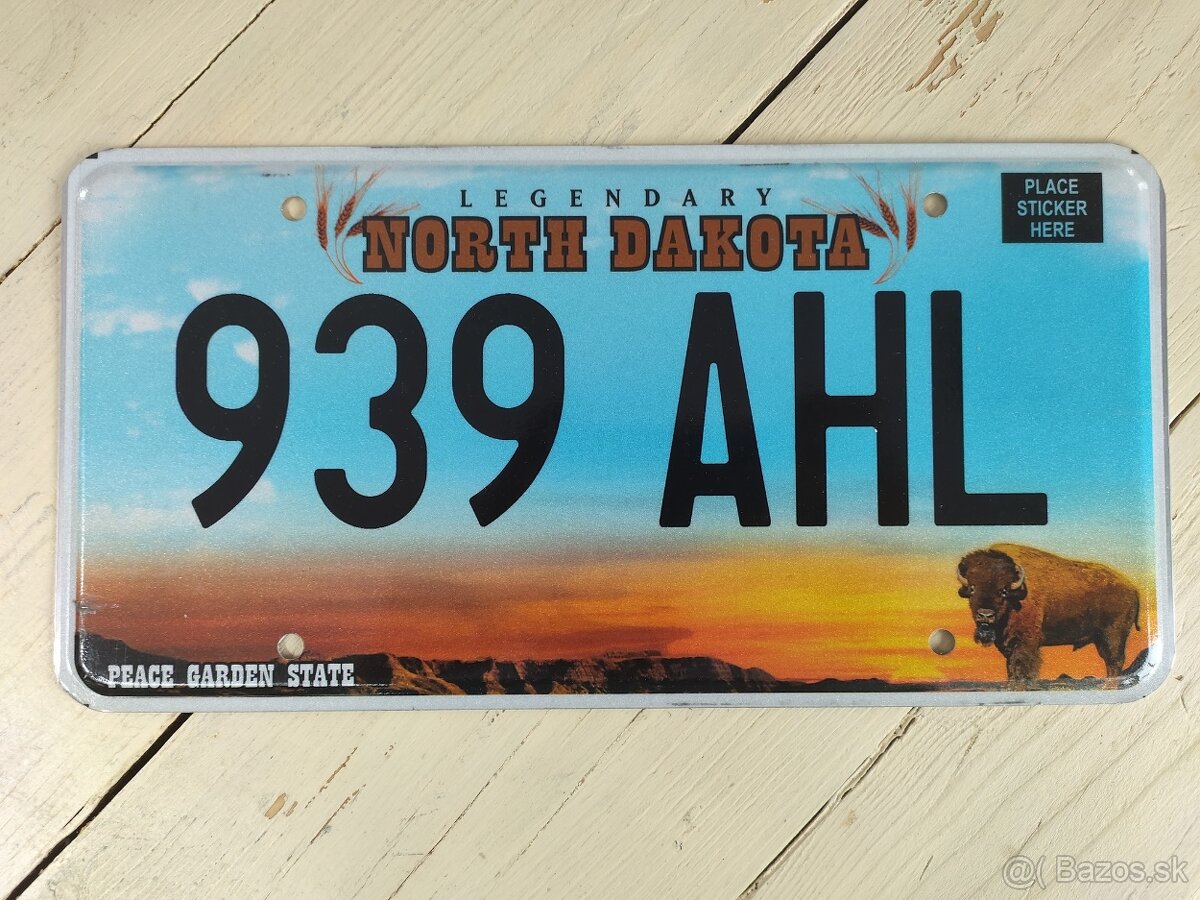 LEGENDARY
NORTH DAKOTA
PLACE
STICKER
HERE
939 AHL
PEACE GARDEN STATE
@( Bazos.sk